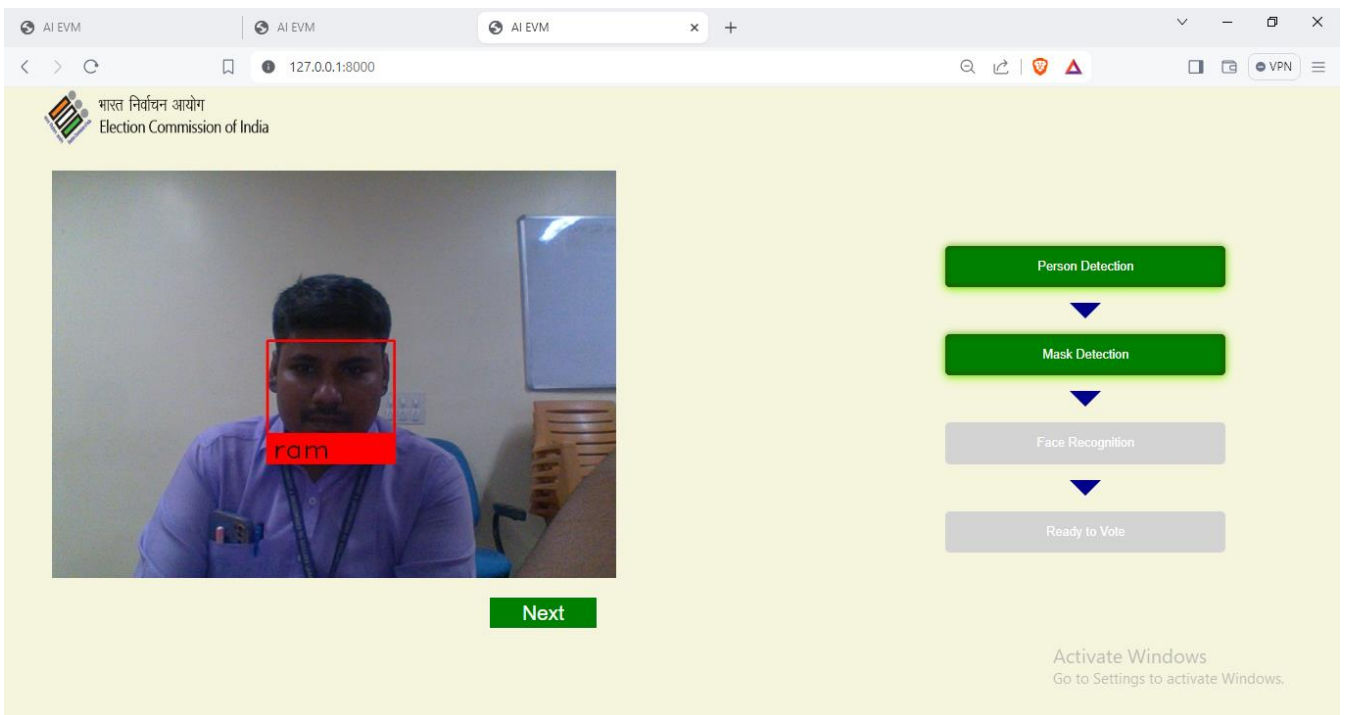 AI EVM
AI EVM
AI EVM
127.0.0.1:8000
VPN
भारत निर्वाचन आयोग
Election Commission of India
ram
Next
Person Detection
Mask Detection
Face Recognition
Ready to Vote
Activate Windows
Go to Settings to activate Windows.